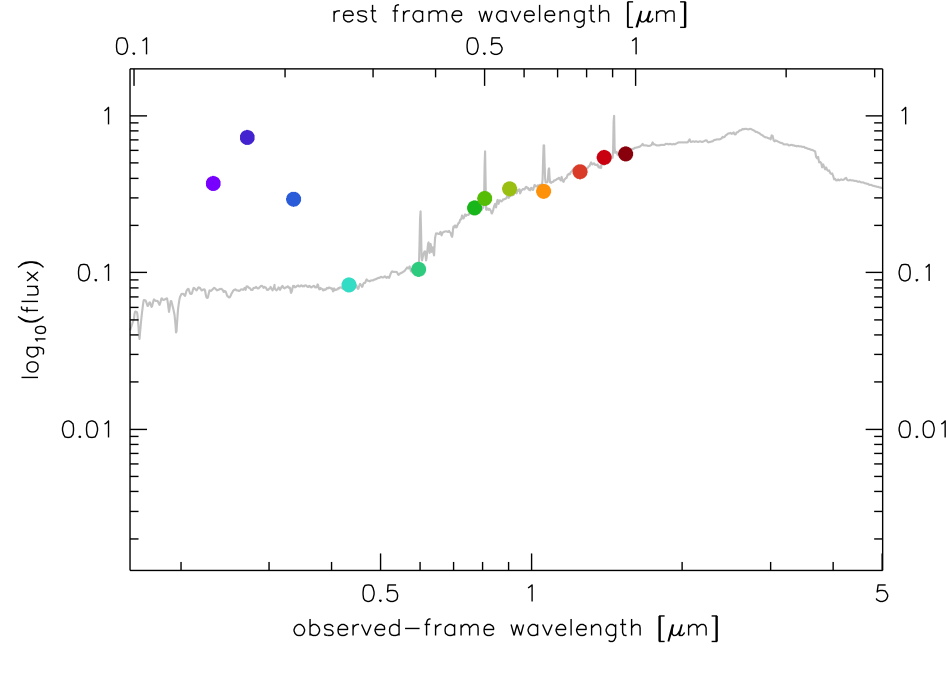 rest frame wavelength [μm]
0.1 0.5 1
1 1
log10(flux)
0.1 0.1
0.01 0.01
0.5 1 5
observed-frame wavelength [μm]